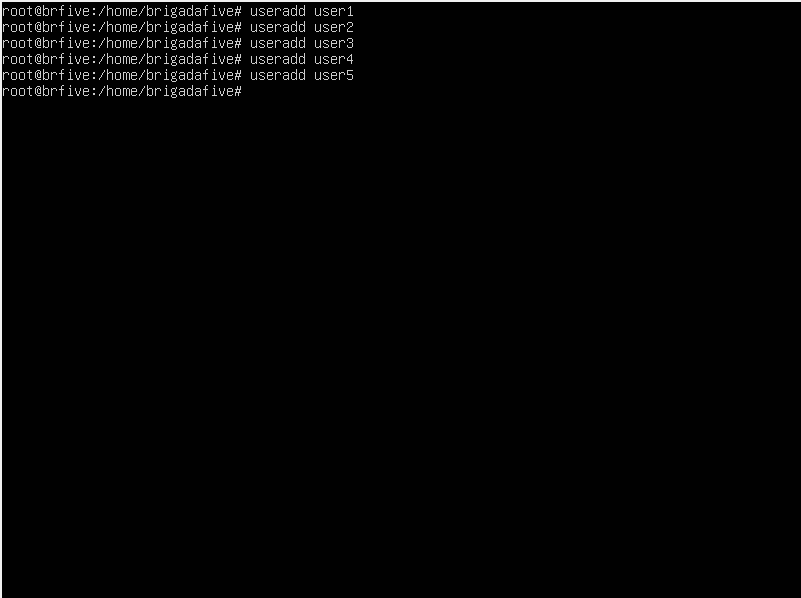 root@brfive:/home/brigadafive# useradd user1
root@brfive:/home/brigadafive# useradd user2
root@brfive:/home/brigadafive# useradd user3
root@brfive:/home/brigadafive# useradd user4
root@brfive:/home/brigadafive# useradd user5
root@brfive:/home/brigadafive#